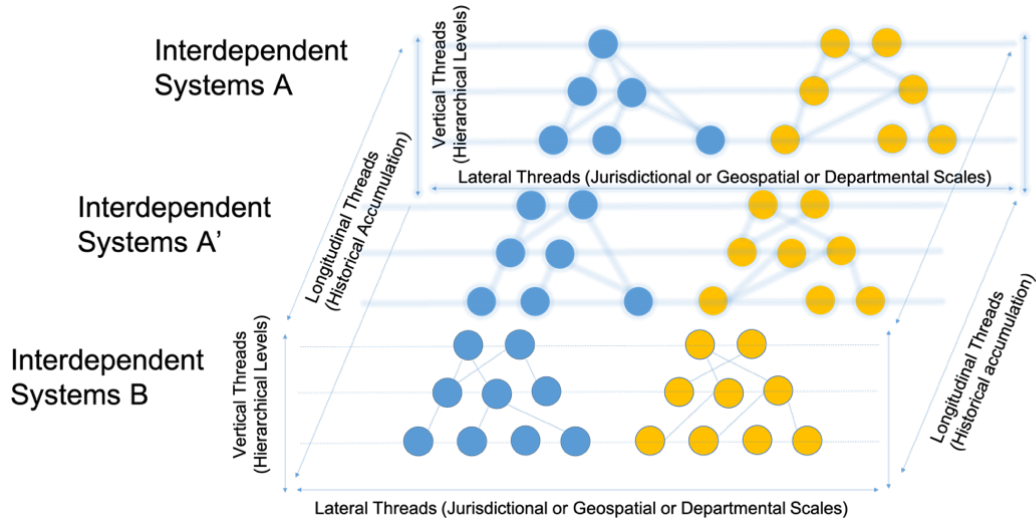 Interdependent
Systems A
Vertical Threads
(Hierarchical Levels)
Lateral Threads (Jurisdictional or Geospatial or Departmental Scales)
Longitudinal Threads
(Historical Accumulation)
Interdependent
Systems A’
Interdependent
Systems B
Vertical Threads
(Hierarchical Levels)
Longitudinal Threads
(Historical accumulation)
Lateral Threads (Jurisdictional or Geospatial or Departmental Scales)